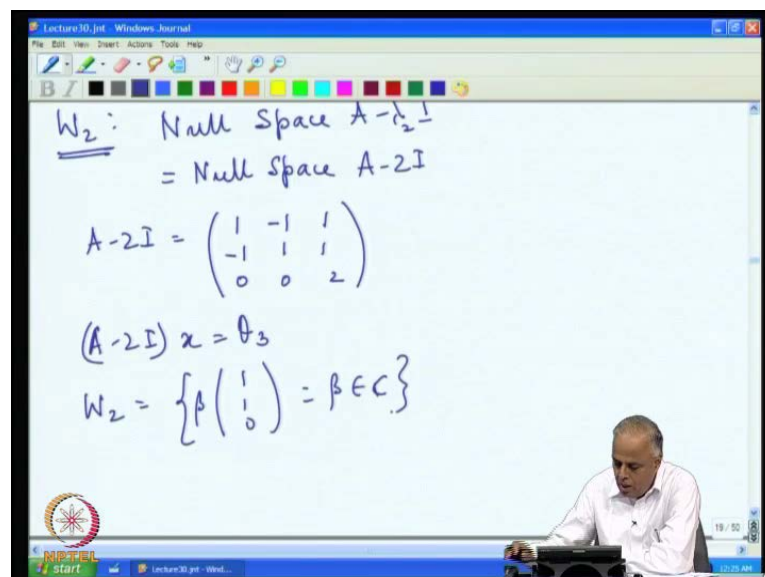 Lecture30.jnt - Windows Journal
File Edit View Insert Actions Tools Help
B I
W₂ : Null Space A-λ₂I
= Null Space A-2I
A-2I = ( 1 -1 1
-1 1 1
0 0 2 )
(A-2I) x = θ₃
W₂ = { β ( 1 1 0 ) = β ∈ C }
19 / 50
NPTEL
start
Lecture30.jnt - Wind...
12:25 AM